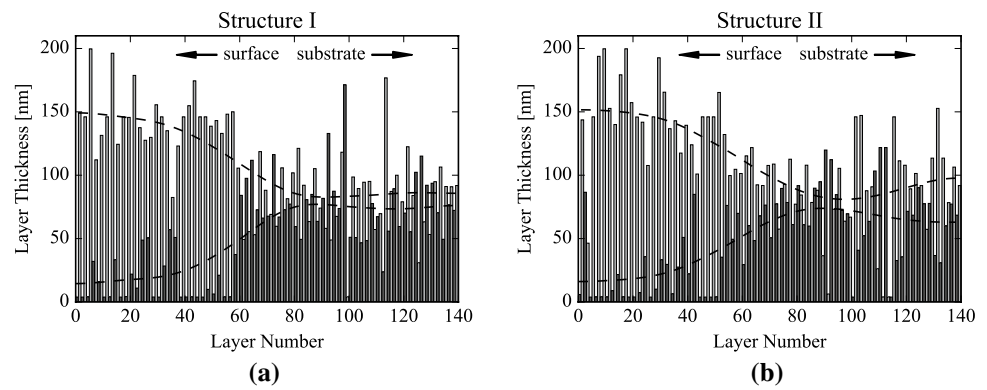 Structure I
Structure II
surface substrate
surface substrate
Layer Thickness [nm]
200
150
100
50
0
0 20 40 60 80 100 120 140
Layer Number
(a)
Layer Thickness [nm]
200
150
100
50
0
0 20 40 60 80 100 120 140
Layer Number
(b)